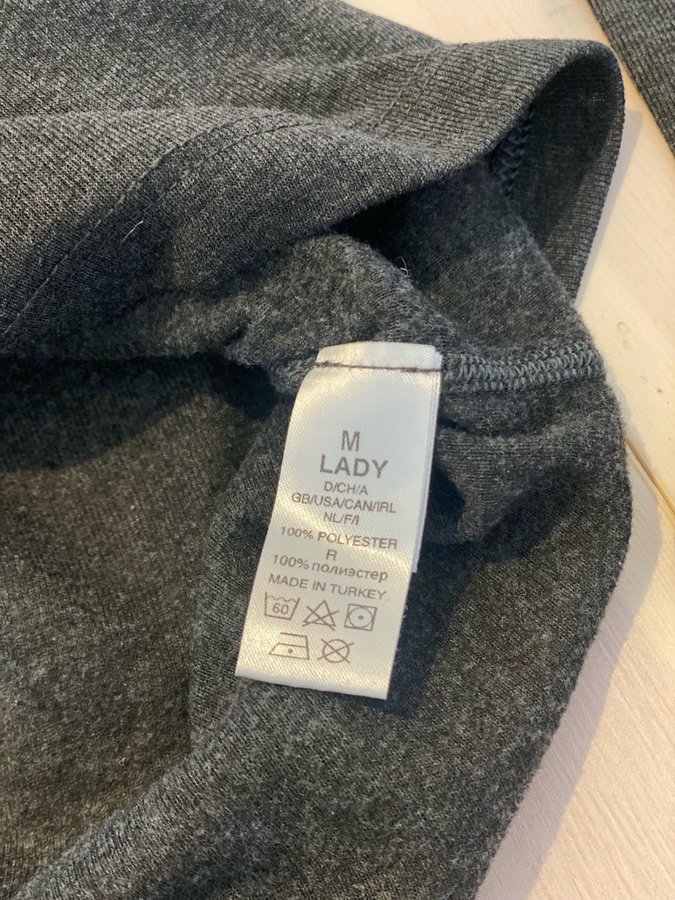 M
LADY
D/CH/A
GB/USA/CAN/IRL
NL/F/I
100% POLYESTER
R
100% полиэстер
MADE IN TURKEY
60